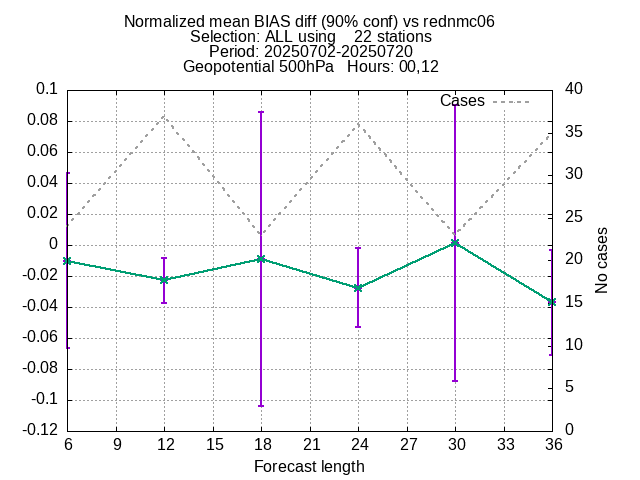 Normalized mean BIAS diff (90% conf) vs rednmc06
Selection: ALL using    22 stations
Period: 20250702-20250720
Geopotential 500hPa   Hours: 00,12
0.1
0.08
0.06
0.04
0.02
0
-0.02
-0.04
-0.06
-0.08
-0.1
-0.12
Cases
40
35
30
25
20
15
10
5
0
No cases
6 9 12 15 18 21 24 27 30 33 36
Forecast length